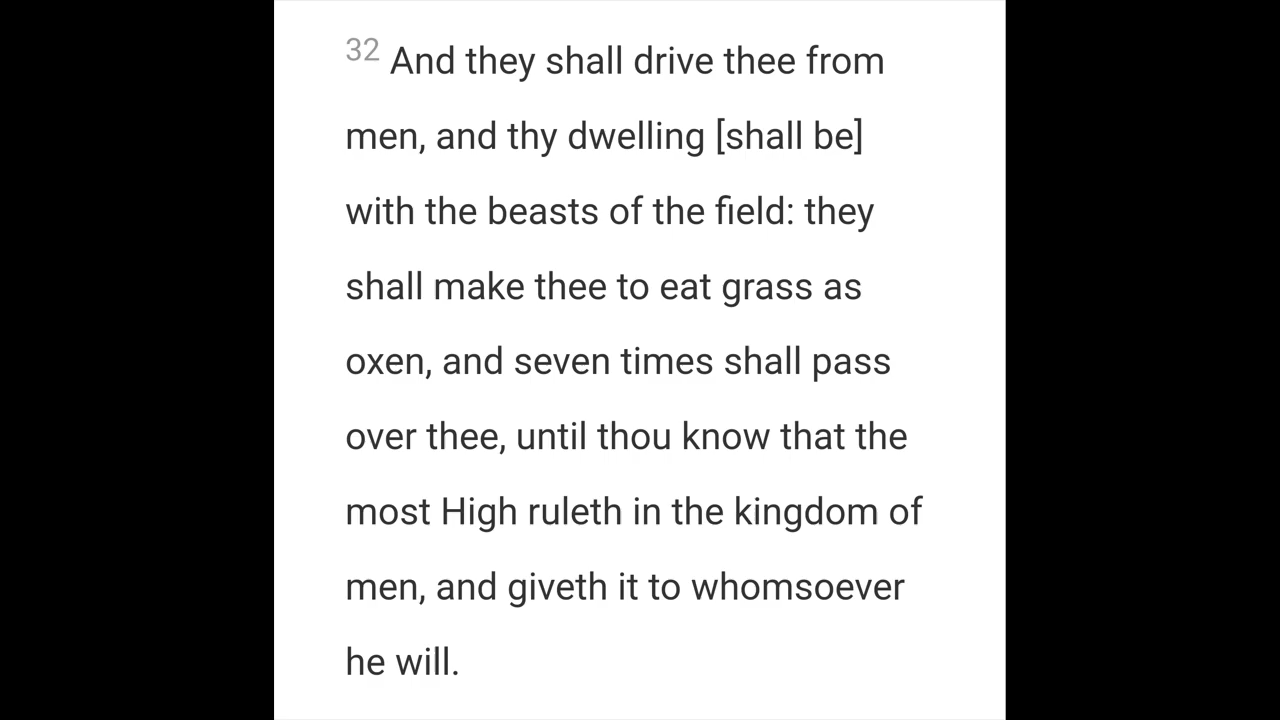 32 And they shall drive thee from
men, and thy dwelling [shall be]
with the beasts of the field: they
shall make thee to eat grass as
oxen, and seven times shall pass
over thee, until thou know that the
most High ruleth in the kingdom of
men, and giveth it to whomsoever
he will.